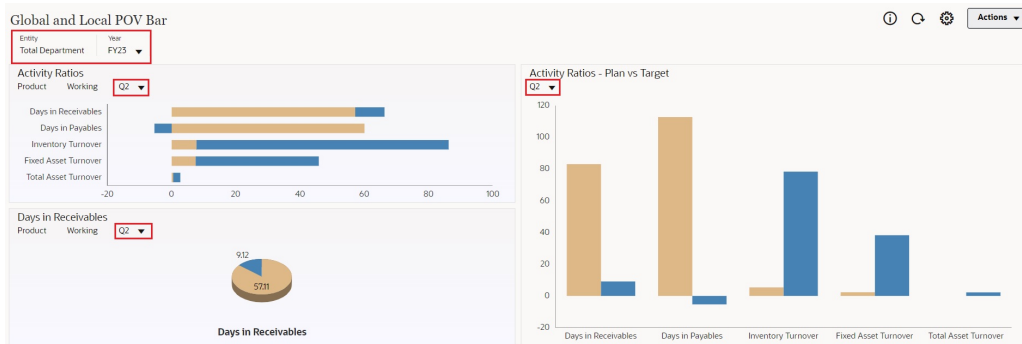 Global and Local POV Bar
Actions
Entity Year
Total Department FY23
Activity Ratios
Product Working Q2
Days in Receivables
Days in Payables
Inventory Turnover
Fixed Asset Turnover
Total Asset Turnover
-20 0 20 40 60 80 100
Days in Receivables
Product Working Q2
9.12
57.11
Days in Receivables
Activity Ratios - Plan vs Target
Q2
120
100
80
60
40
20
0
-20
Days in Receivables Days in Payables Inventory Turnover Fixed Asset Turnover Total Asset Turnover